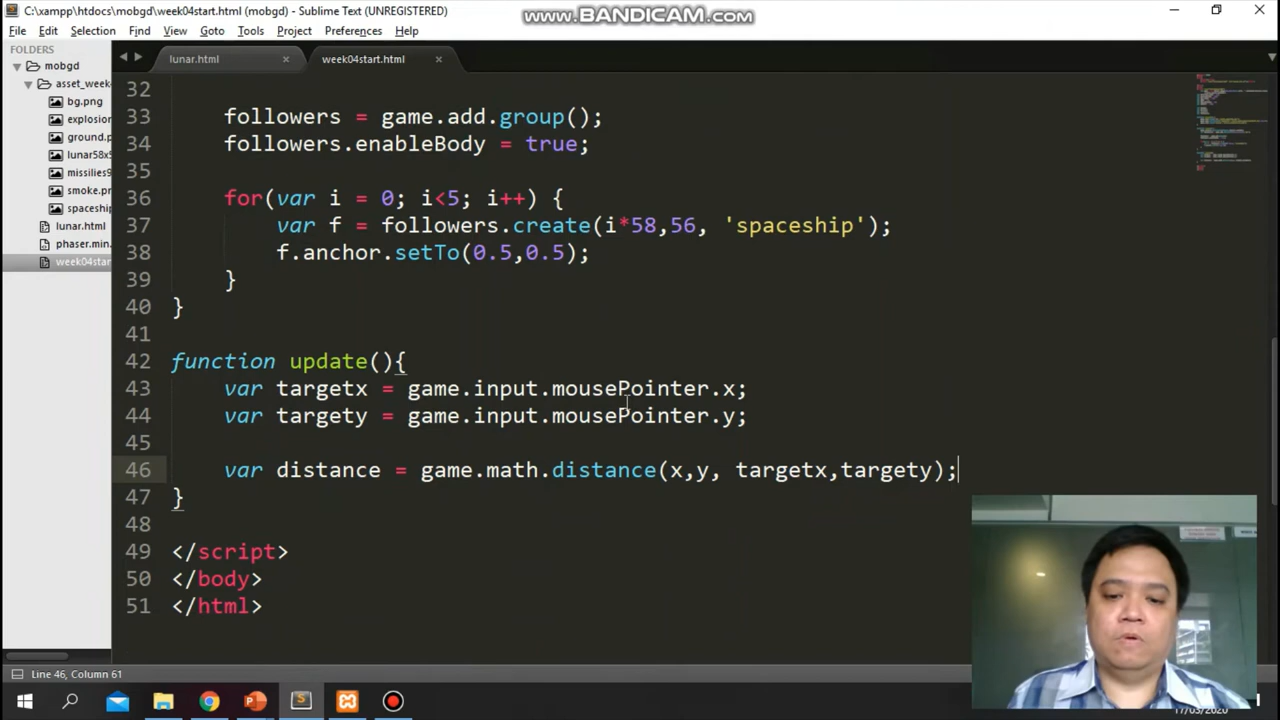 C:\xampp\htdocs\mobgd\week04start.html (mobgd) - Sublime Text (UNREGISTERED)
www.BANDICAM.com
File Edit Selection Find View Goto Tools Project Preferences Help
FOLDERS
mobgd
asset_week
bg.png
explosion
ground.p
lunar58x5
missilies9
smoke.pn
spaceship
lunar.html
phaser.min.
week04star
lunar.html
week04start.html
32
33 followers = game.add.group();
34 followers.enableBody = true;
35
36 for(var i = 0; i<5; i++) {
37 var f = followers.create(i*58,56, 'spaceship');
38 f.anchor.setTo(0.5,0.5);
39 }
40 }
41
42 function update(){
43 var targetx = game.input.mousePointer.x;
44 var targety = game.input.mousePointer.y;
45
46 var distance = game.math.distance(x,y, targetx,targety);
47 }
48
49 </script>
50 </body>
51 </html>
Line 46, Column 61
17/03/2020